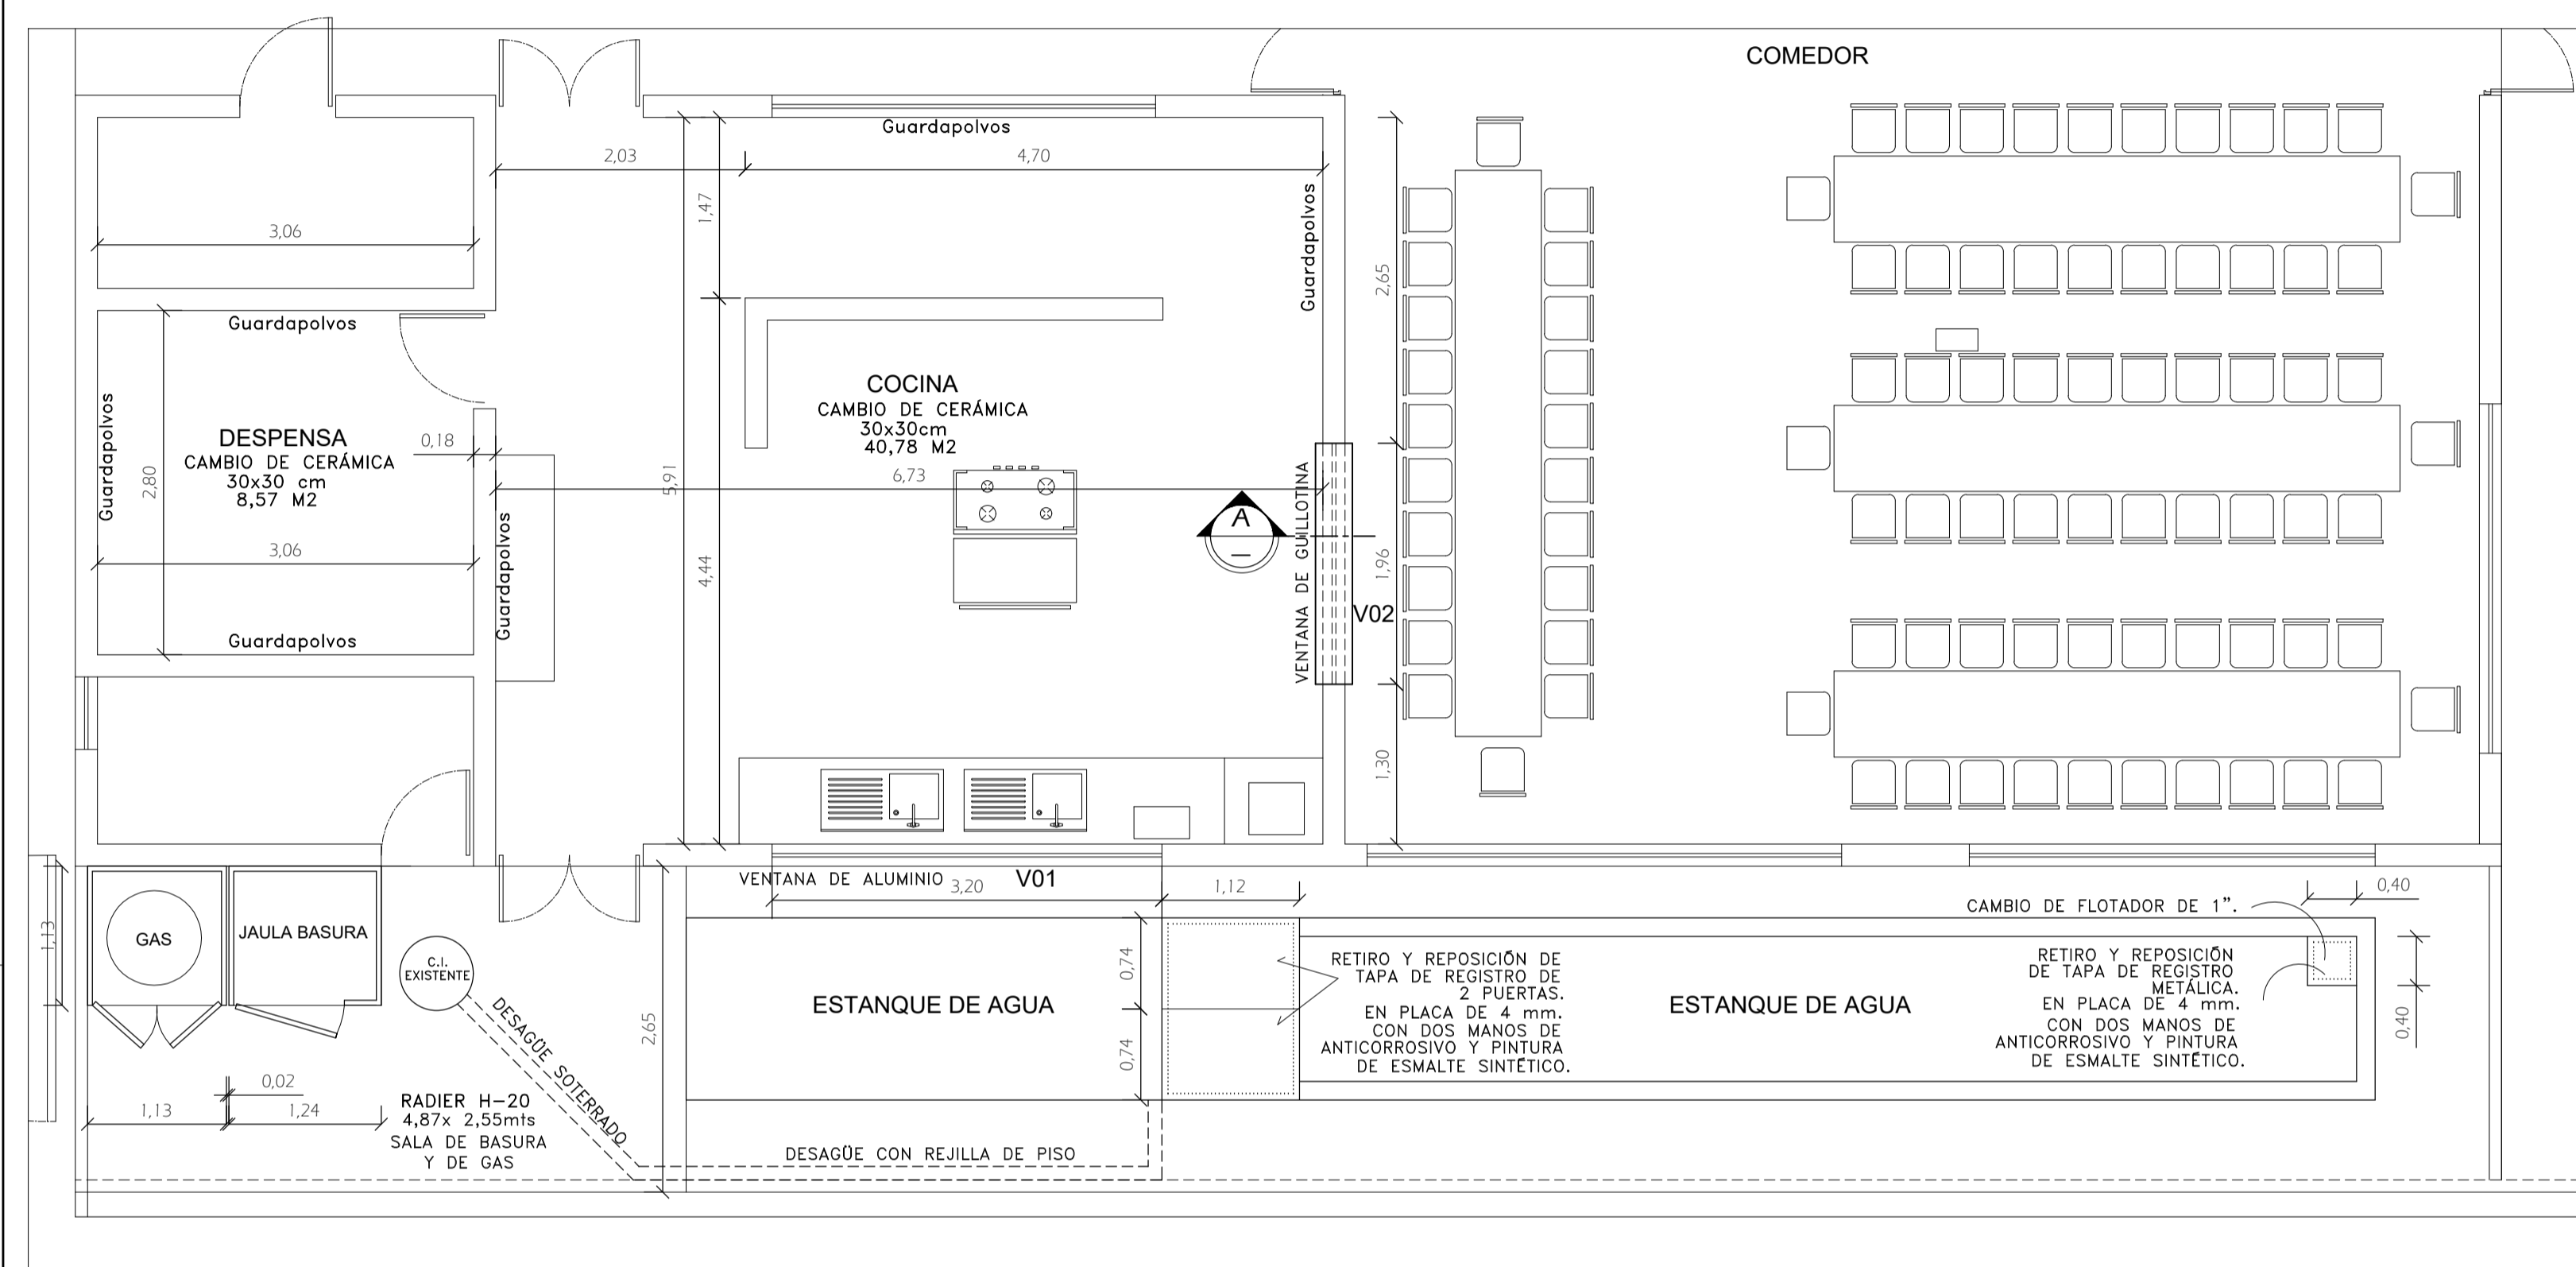 COMEDOR
Guardapolvos
2,03
4,70
1,47
Guardapolvos
3,06
2,65
Guardapolvos
COCINA
CAMBIO DE CERÁMICA
30x30cm
40,78 M2
Guardapolvos
DESPENSA
CAMBIO DE CERÁMICA
30x30 cm
8,57 M2
0,18
2,80
5,91
6,73
VENTANA DE GUILLOTINA
A
3,06
Guardapolvos
4,44
1,96
V02
Guardapolvos
1,30
VENTANA DE ALUMINIO
3,20
V01
1,12
0,40
CAMBIO DE FLOTADOR DE 1”.
1,13
GAS
JAULA BASURA
C.I.
EXISTENTE
0,74
0,74
ESTANQUE DE AGUA
RETIRO Y REPOSICIÓN DE
TAPA DE REGISTRO DE
2 PUERTAS.
EN PLACA DE 4 mm.
CON DOS MANOS DE
ANTICORROSIVO Y PINTURA
DE ESMALTE SINTÉTICO.
ESTANQUE DE AGUA
RETIRO Y REPOSICIÓN
DE TAPA DE REGISTRO
METÁLICA.
EN PLACA DE 4 mm.
CON DOS MANOS DE
ANTICORROSIVO Y PINTURA
DE ESMALTE SINTÉTICO.
0,40
2,65
DESAGÜE SOTERRADO
0,02
1,13
1,24
RADIER H-20
4,87x 2,55mts
SALA DE BASURA
Y DE GAS
DESAGÜE CON REJILLA DE PISO